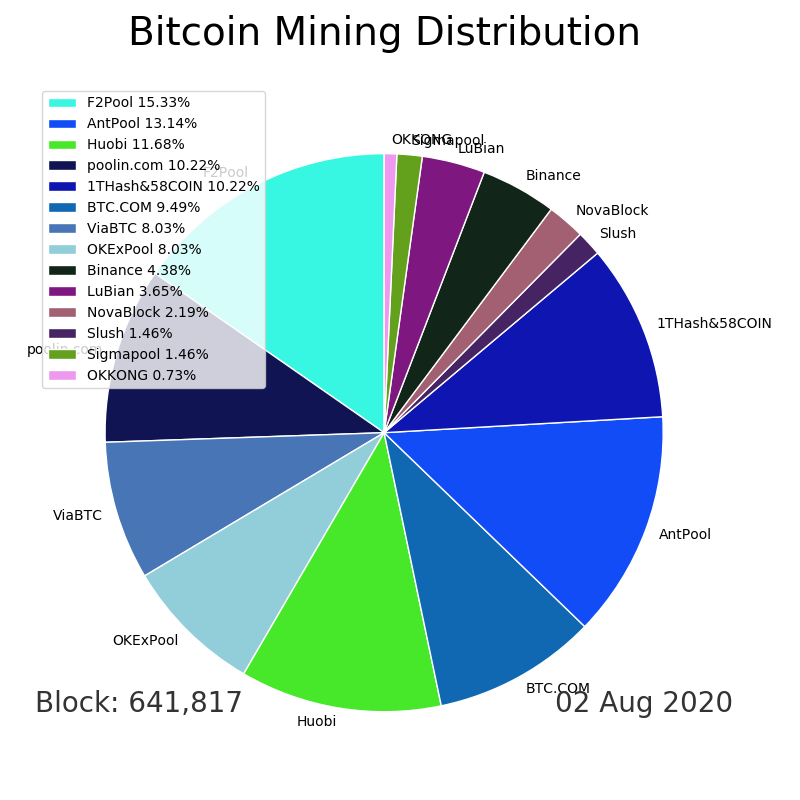 Bitcoin Mining Distribution
F2Pool 15.33%
AntPool 13.14%
Huobi 11.68%
poolin.com 10.22%
1THash&58COIN 10.22%
BTC.COM 9.49%
ViaBTC 8.03%
OKExPool 8.03%
Binance 4.38%
LuBian 3.65%
NovaBlock 2.19%
Slush 1.46%
Sigmapool 1.46%
OKKONG 0.73%
F2Pool
OKKONG
Sigmapool
LuBian
Binance
NovaBlock
Slush
1THash&58COIN
poolin.com
ViaBTC
AntPool
OKExPool
BTC.COM
Huobi
Block: 641,817
02 Aug 2020